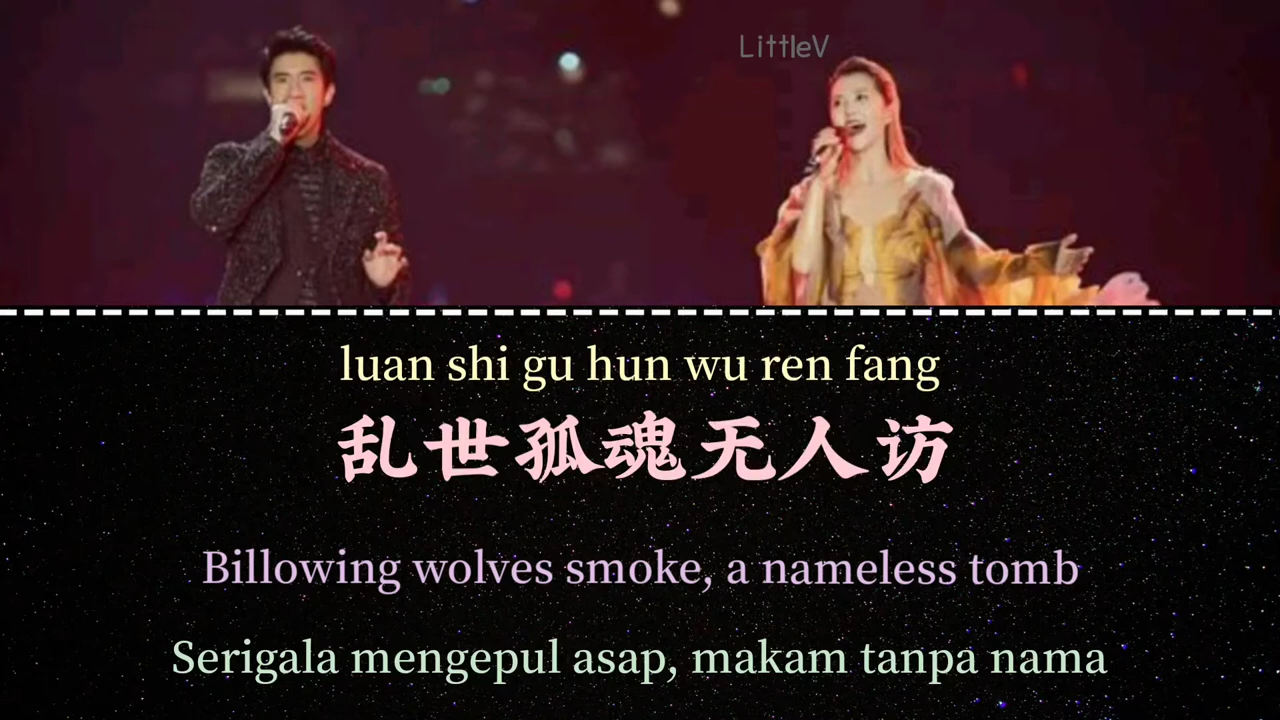 LittleV
luan shi gu hun wu ren fang
乱世孤魂无人访
Billowing wolves smoke, a nameless tomb
Serigala mengepul asap, makam tanpa nama